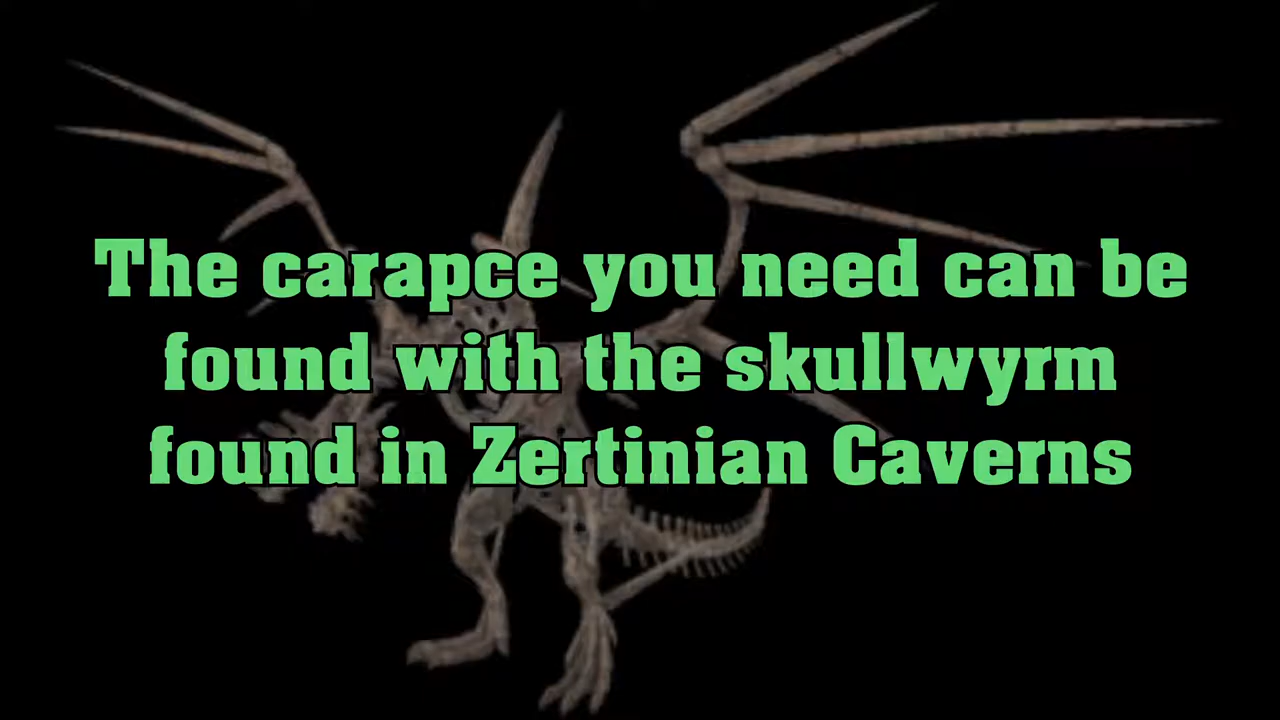 The carapce you need can be
found with the skullwyrm
found in Zertinian Caverns